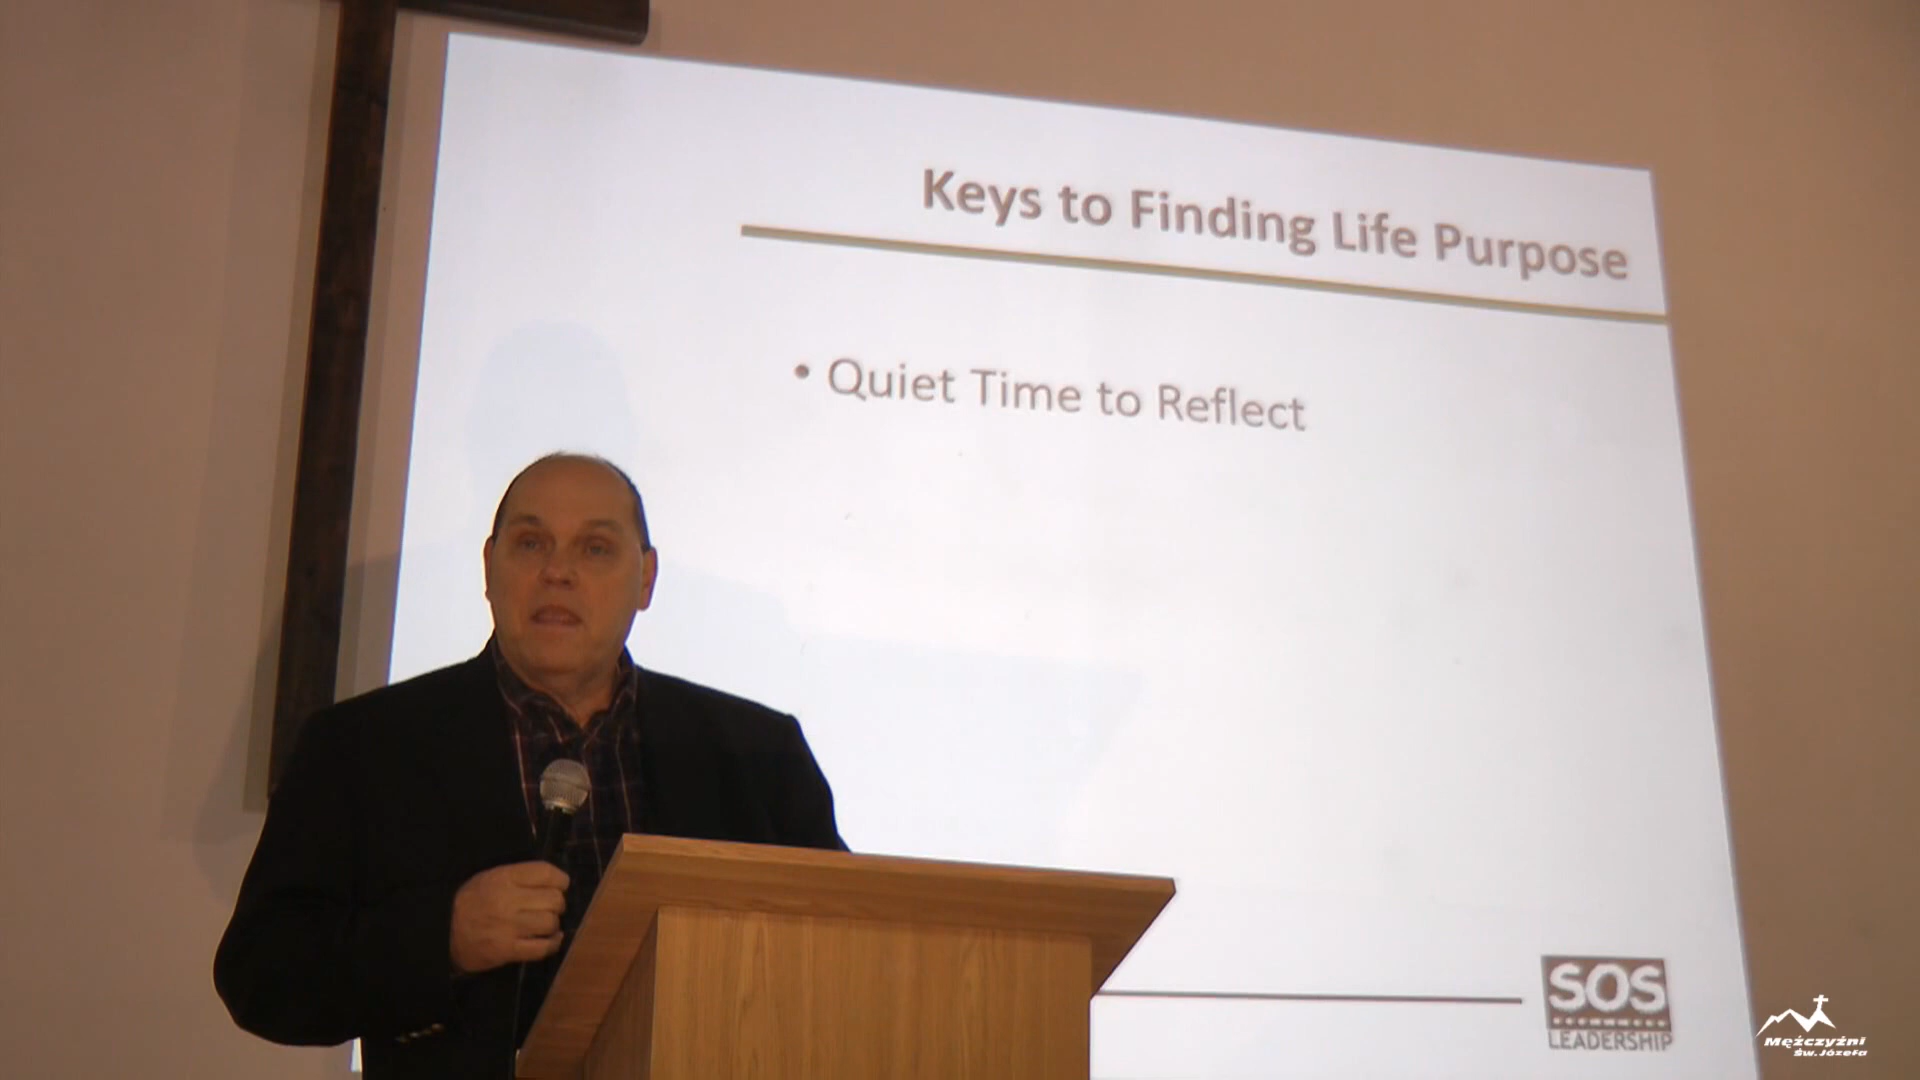 Keys to Finding Life Purpose
• Quiet Time to Reflect
SOS
LEADERSHIP
Mężczyźni
Św. Józefa